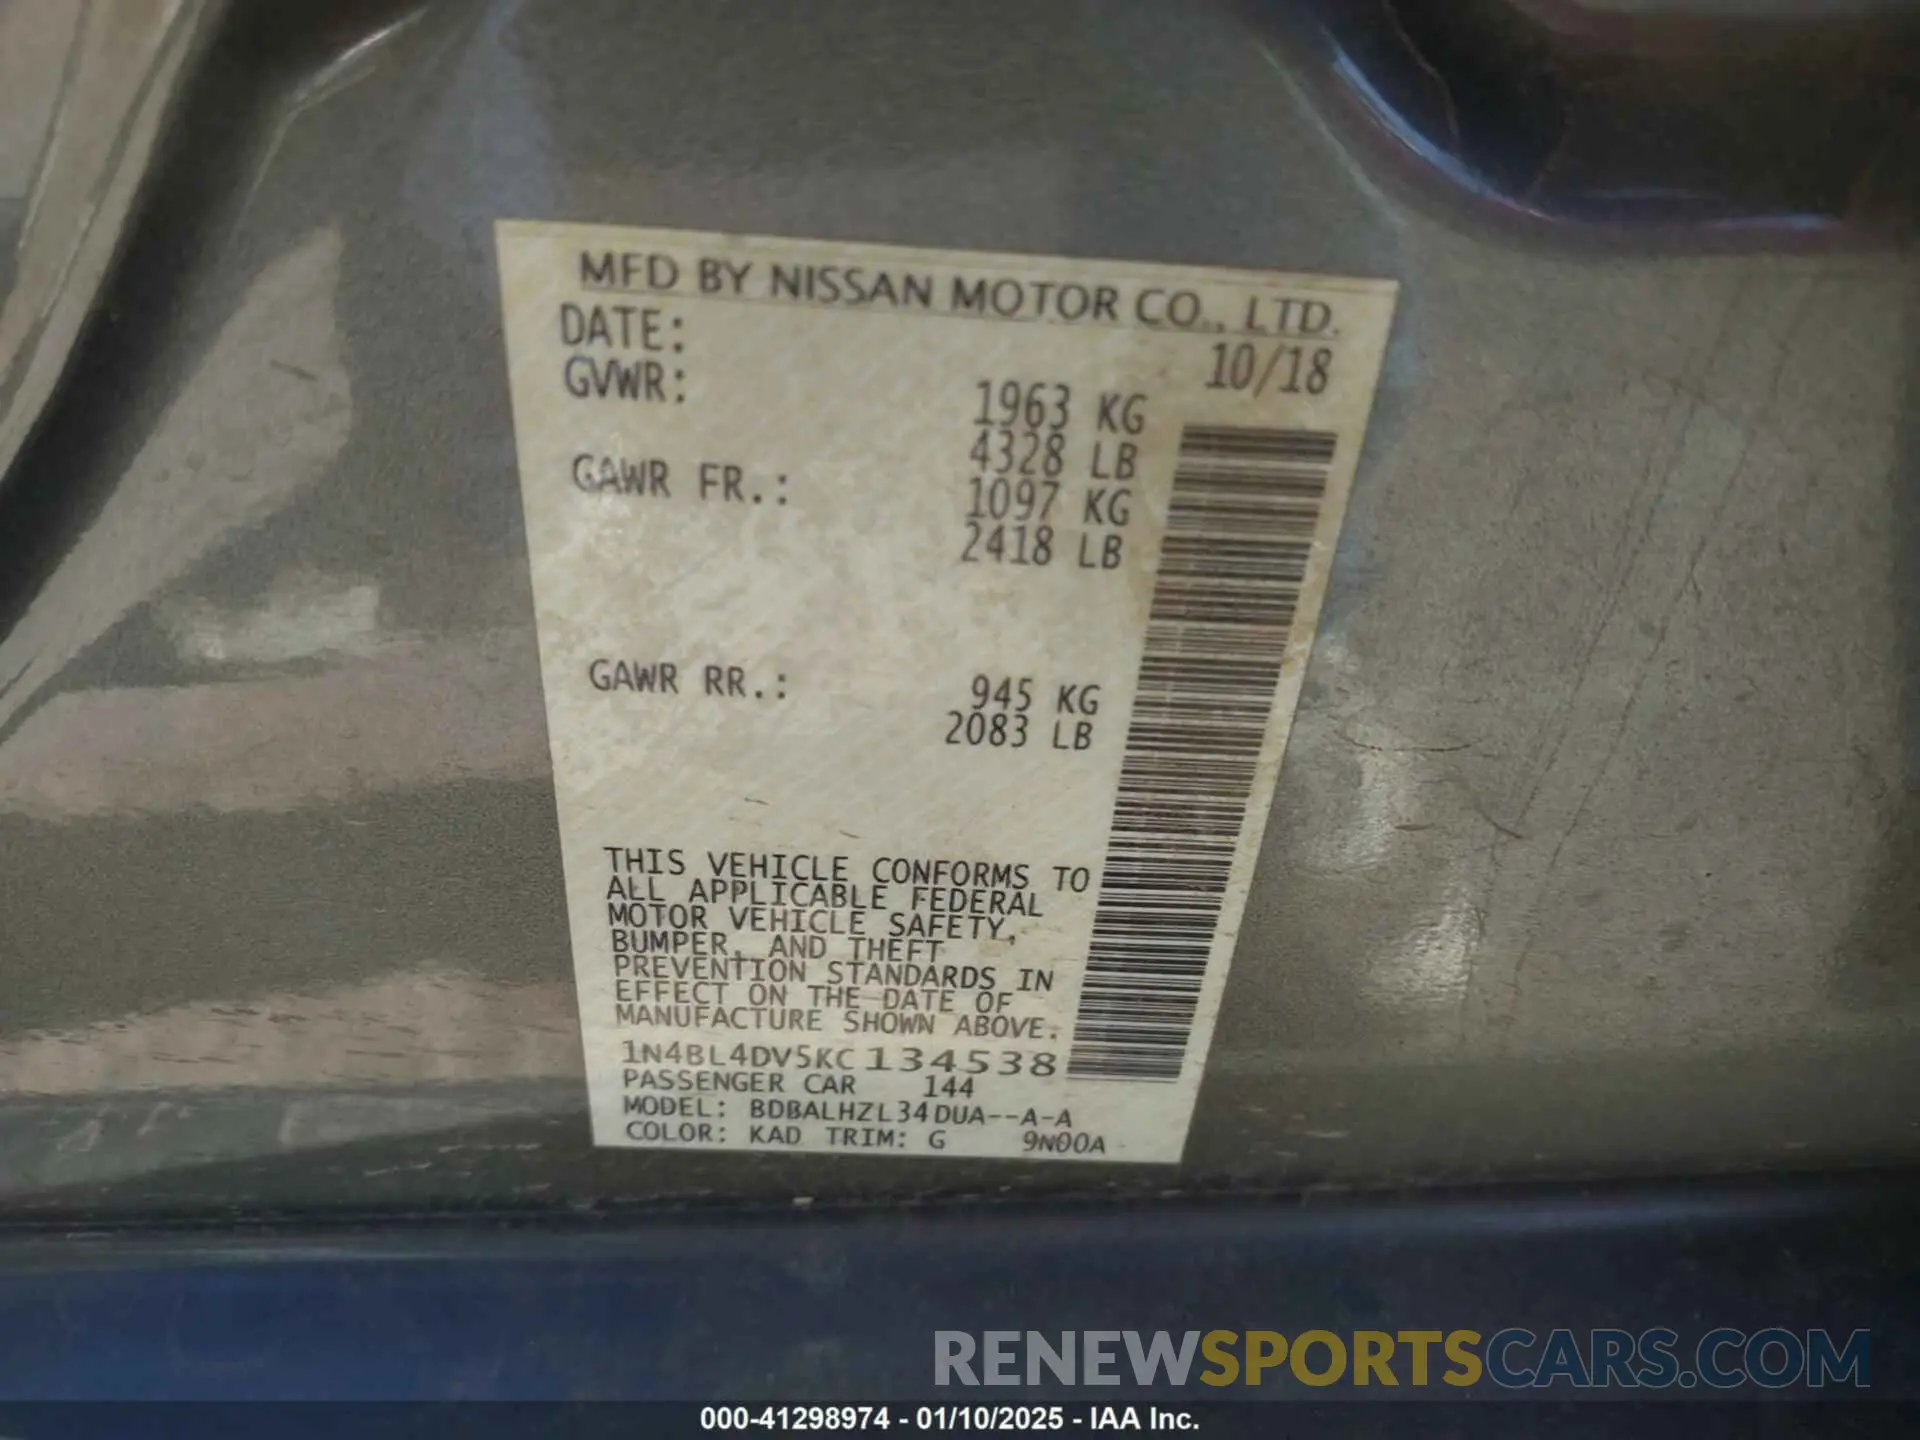 MFD BY NISSAN MOTOR CO., LTD.
DATE: 10/18
GVWR: 1963 KG
4328 LB
GAWR FR.: 1097 KG
2418 LB
GAWR RR.: 945 KG
2083 LB
THIS VEHICLE CONFORMS TO
ALL APPLICABLE FEDERAL
MOTOR VEHICLE SAFETY,
BUMPER, AND THEFT
PREVENTION STANDARDS IN
EFFECT ON THE DATE OF
MANUFACTURE SHOWN ABOVE.
1N4BL4DV5KC134538
PASSENGER CAR 144
MODEL: BDBALHZL34DUA--A-A
COLOR: KAD TRIM: G 9N00A
RENEWSPORTSCARS.COM
000-41298974 - 01/10/2025 - IAA Inc.